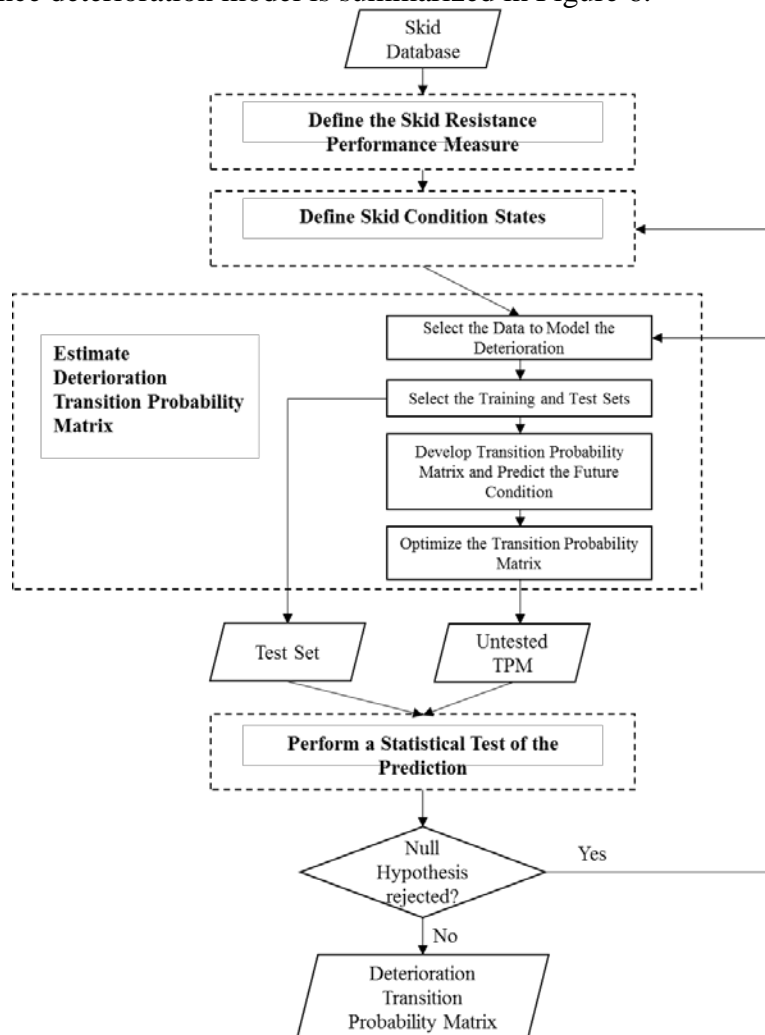 nce deterioration model is summarized in Figure 6.
Skid
Database
Define the Skid Resistance
Performance Measure
Define Skid Condition States
Select the Data to Model the
Deterioration
Estimate
Deterioration
Transition Probability
Matrix
Select the Training and Test Sets
Develop Transition Probability
Matrix and Predict the Future
Condition
Optimize the Transition Probability
Matrix
Test Set
Untested
TPM
Perform a Statistical Test of the
Prediction
Null
Hypothesis
rejected?
Yes
No
Deterioration
Transition
Probability Matrix